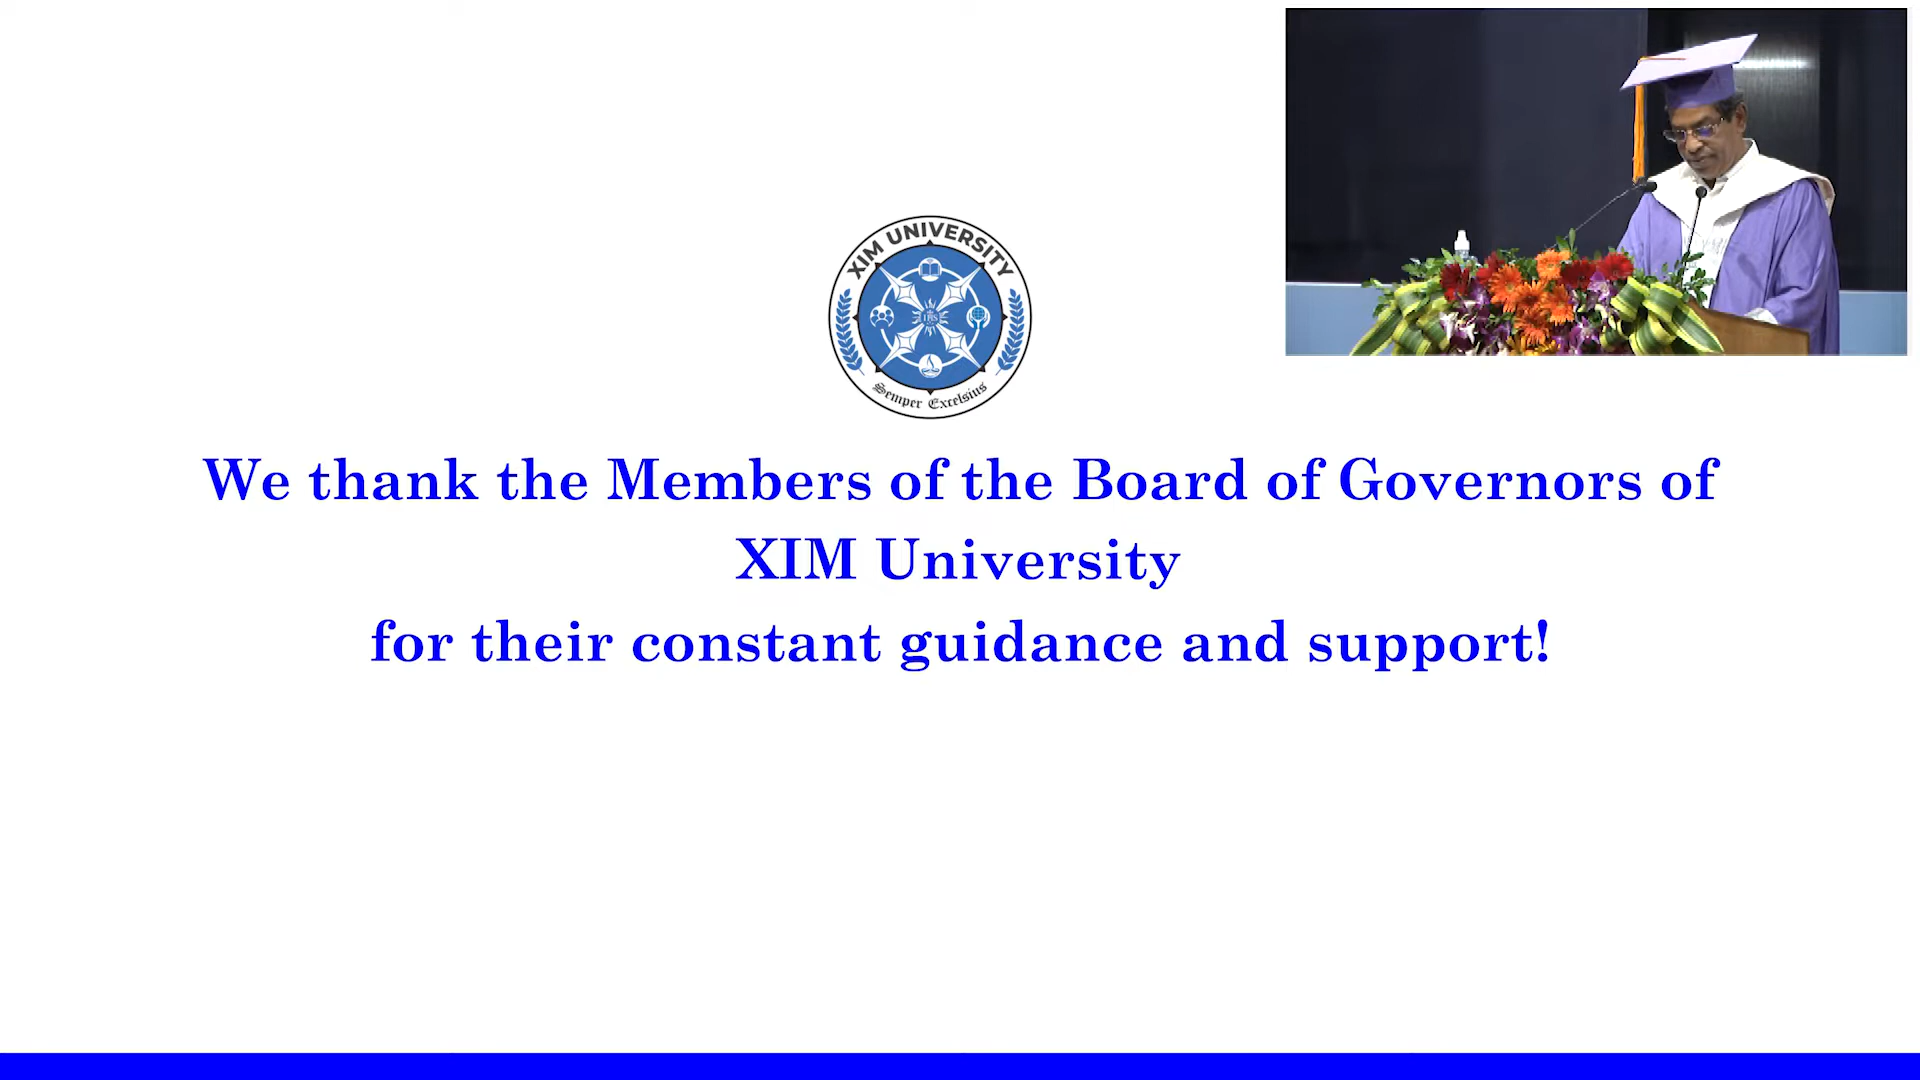 XIM UNIVERSITY
IHS
Semper Excelsius
We thank the Members of the Board of Governors of
XIM University
for their constant guidance and support!